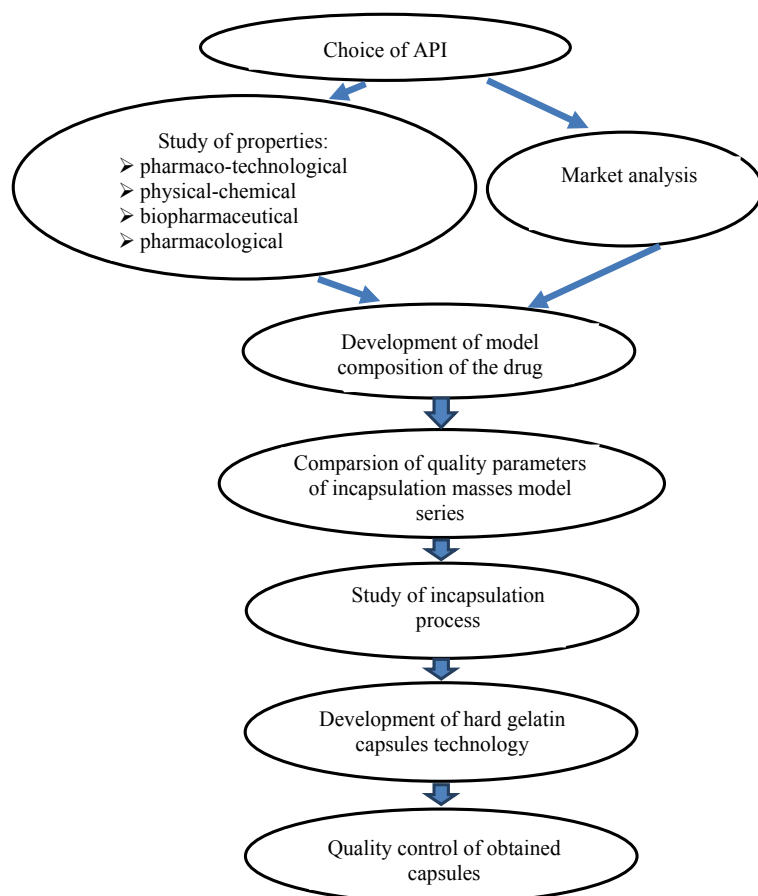 Choice of API
Study of properties:
➢ pharmaco-technological
➢ physical-chemical
➢ biopharmaceutical
➢ pharmacological
Market analysis
Development of model
composition of the drug
Comparsion of quality parameters
of incapsulation masses model
series
Study of incapsulation
process
Development of hard gelatin
capsules technology
Quality control of obtained
capsules